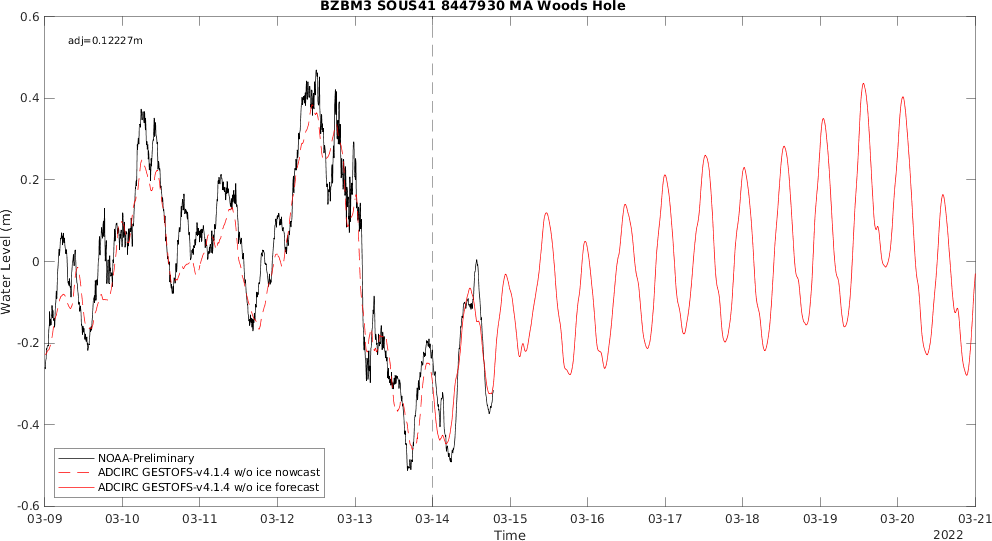 BZBM3 SOUS41 8447930 MA Woods Hole
adj=0.12227m
0.6
0.4
0.2
0
-0.2
-0.4
-0.6
Water Level (m)
NOAA-Preliminary
ADCIRC GESTOFS-v4.1.4 w/o ice nowcast
ADCIRC GESTOFS-v4.1.4 w/o ice forecast
03-09 03-10 03-11 03-12 03-13 03-14 03-15 03-16 03-17 03-18 03-19 03-20 03-21
Time
2022